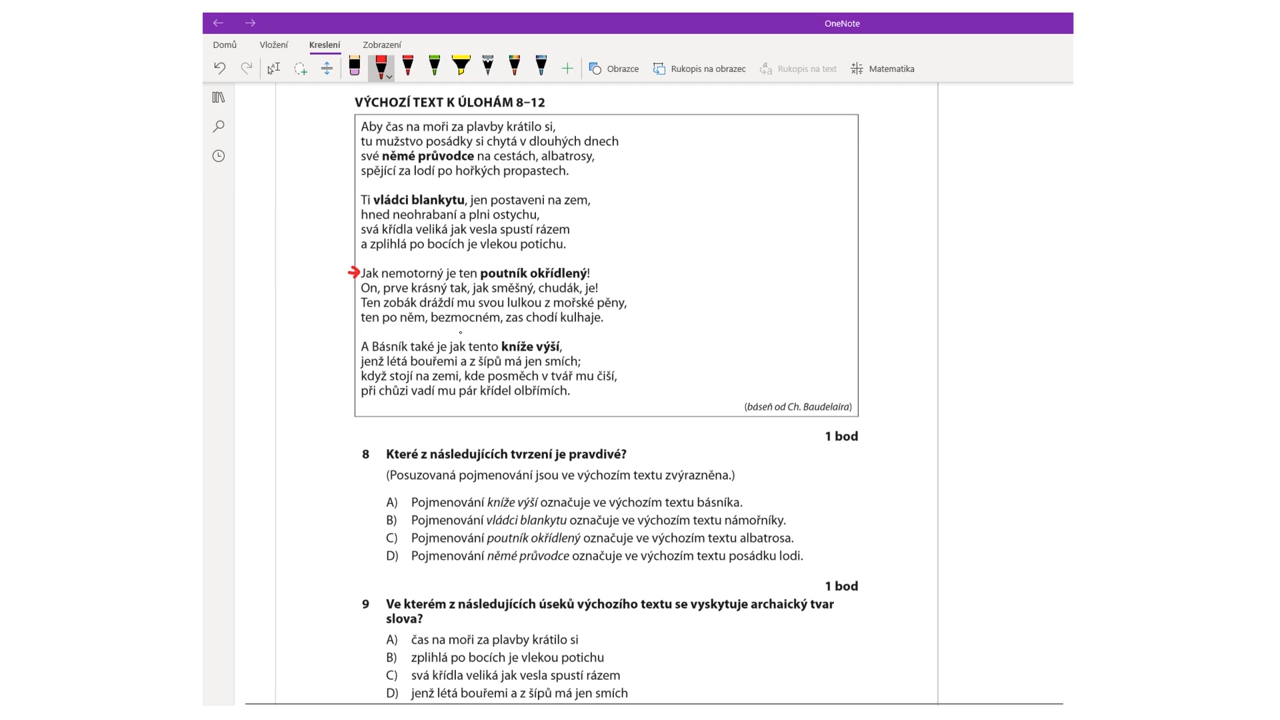 OneNote
Domů Vložení Kreslení Zobrazení
Obrazce Rukopis na obrazec Rukopis na text Matematika
VÝCHOZÍ TEXT K ÚLOHÁM 8–12
Aby čas na moři za plavby krátilo si,
tu mužstvo posádky si chytá v dlouhých dnech
své němé průvodce na cestách, albatrosy,
spějící za lodí po hořkých propastech.
Ti vládci blankytu, jen postaveni na zem,
hned neohrabaní a plni ostychu,
svá křídla veliká jak vesla spustí rázem
a zplihlá po bocích je vlekou potichu.
Jak nemotorný je ten poutník okřídlený!
On, prve krásný tak, jak směšný, chudák, je!
Ten zobák dráždí mu svou lulkou z mořské pěny,
ten po něm, bezmocném, zas chodí kulhaje.
A Básník také je jak tento kníže výší,
jenž létá bouřemi a z šípů má jen smích;
když stojí na zemi, kde posměch v tvář mu čiší,
při chůzi vadí mu pár křídel olbřímích.
(báseň od Ch. Baudelaira)
1 bod
8 Které z následujících tvrzení je pravdivé?
(Posuzovaná pojmenování jsou ve výchozím textu zvýrazněna.)
A) Pojmenování kníže výší označuje ve výchozím textu básníka.
B) Pojmenování vládci blankytu označuje ve výchozím textu námořníky.
C) Pojmenování poutník okřídlený označuje ve výchozím textu albatrosa.
D) Pojmenování němé průvodce označuje ve výchozím textu posádku lodi.
1 bod
9 Ve kterém z následujících úseků výchozího textu se vyskytuje archaický tvar
slova?
A) čas na moři za plavby krátilo si
B) zplihlá po bocích je vlekou potichu
C) svá křídla veliká jak vesla spustí rázem
D) jenž létá bouřemi a z šípů má jen smích